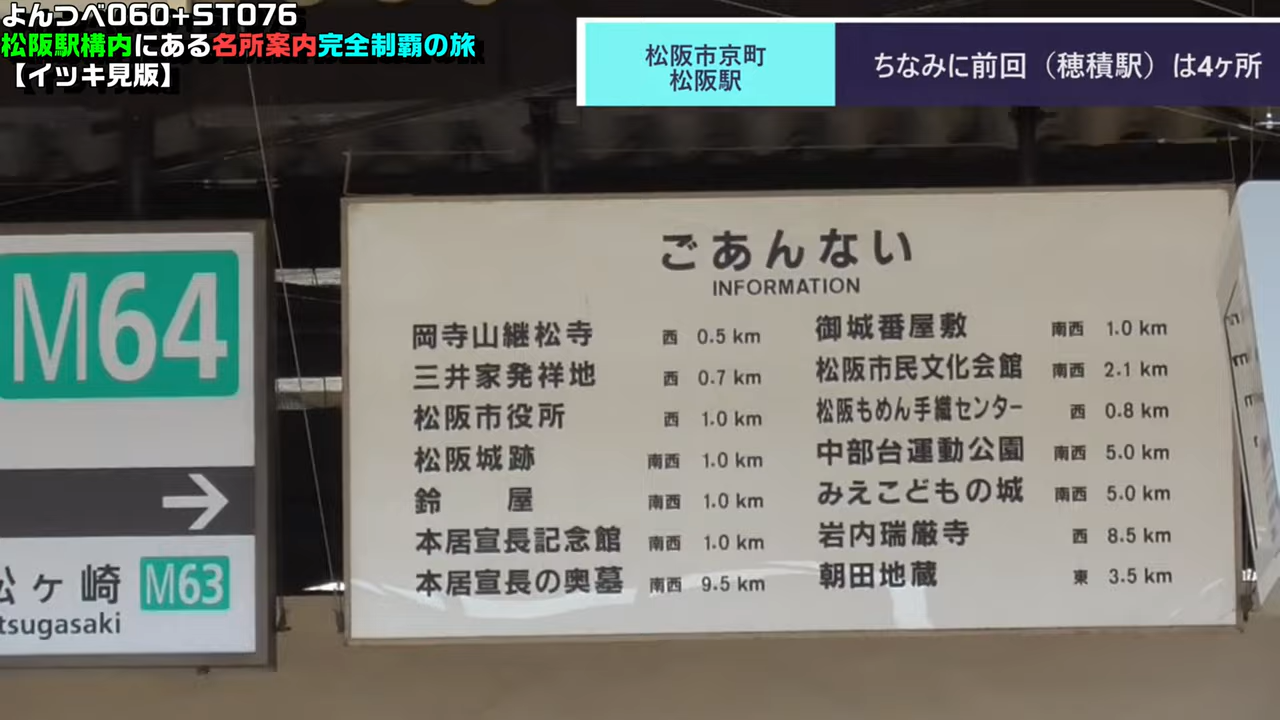 よんつべ060+ST076
松阪駅構内にある名所案内完全制覇の旅
【イッキ見版】
松阪市京町
松阪駅
ちなみに前回（穂積駅）は4ヶ所
M64
松ヶ崎 M63
tsugasaki
ごあんない
INFORMATION
岡寺山継松寺 西 0.5 km
三井家発祥地 西 0.7 km
松阪市役所 西 1.0 km
松阪城跡 南西 1.0 km
鈴屋 南西 1.0 km
本居宣長記念館 南西 1.0 km
本居宣長の奥墓 南西 9.5 km
御城番屋敷 南西 1.0 km
松阪市民文化会館 南西 2.1 km
松阪もめん手織センター 西 0.8 km
中部台運動公園 南西 5.0 km
みえこどもの城 南西 5.0 km
岩内瑞厳寺 西 8.5 km
朝田地蔵 東 3.5 km